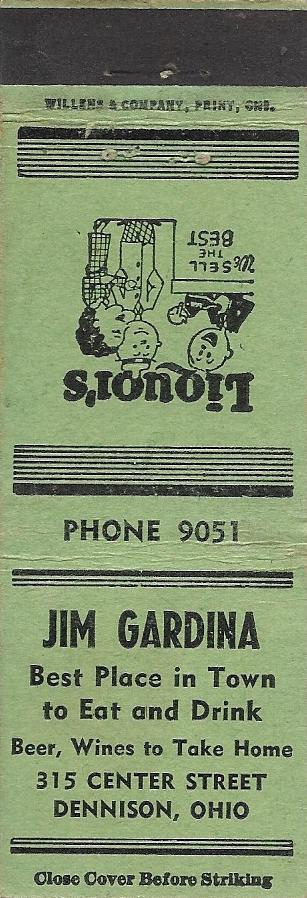 WILLENS & COMPANY, PRINT, CHI.
Liquors
We SELL
THE
BEST
PHONE 9051
JIM GARDINA
Best Place in Town
to Eat and Drink
Beer, Wines to Take Home
315 CENTER STREET
DENNISON, OHIO
Close Cover Before Striking